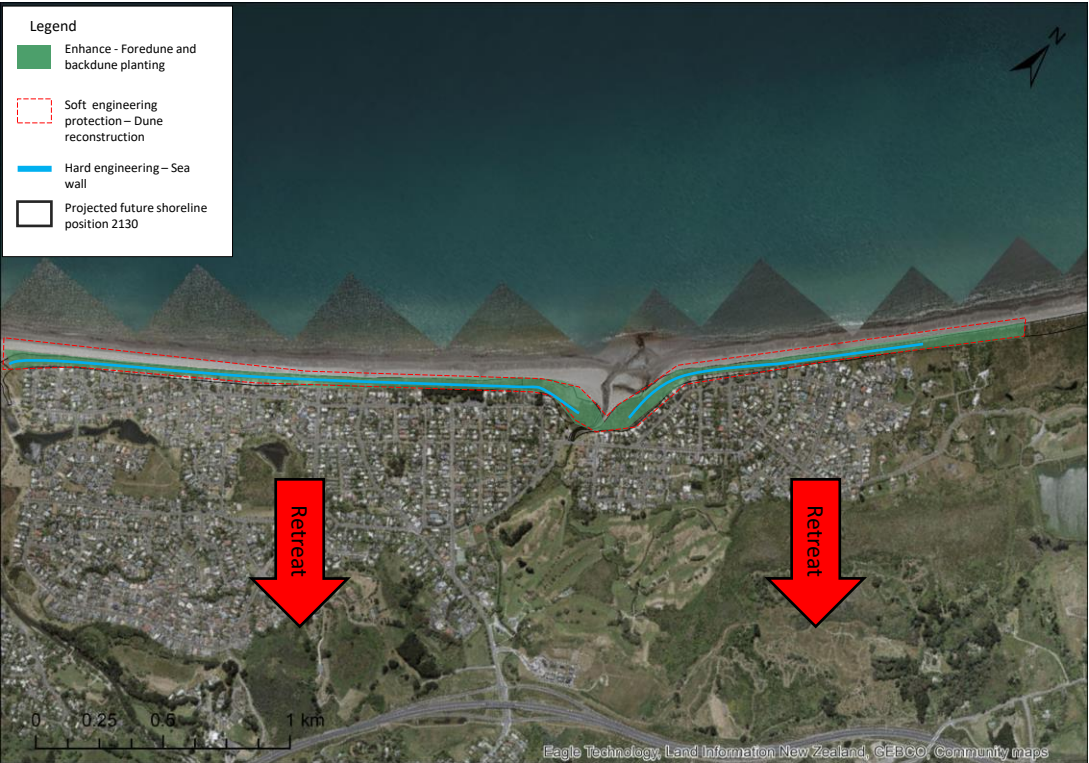 Legend
Enhance - Foredune and
backdune planting
Soft engineering
protection – Dune
reconstruction
Hard engineering – Sea
wall
Projected future shoreline
position 2130
N
Retreat
Retreat
0 0.25 0.5 1 km
Eagle Technology, Land Information New Zealand, GEBCO, Community maps